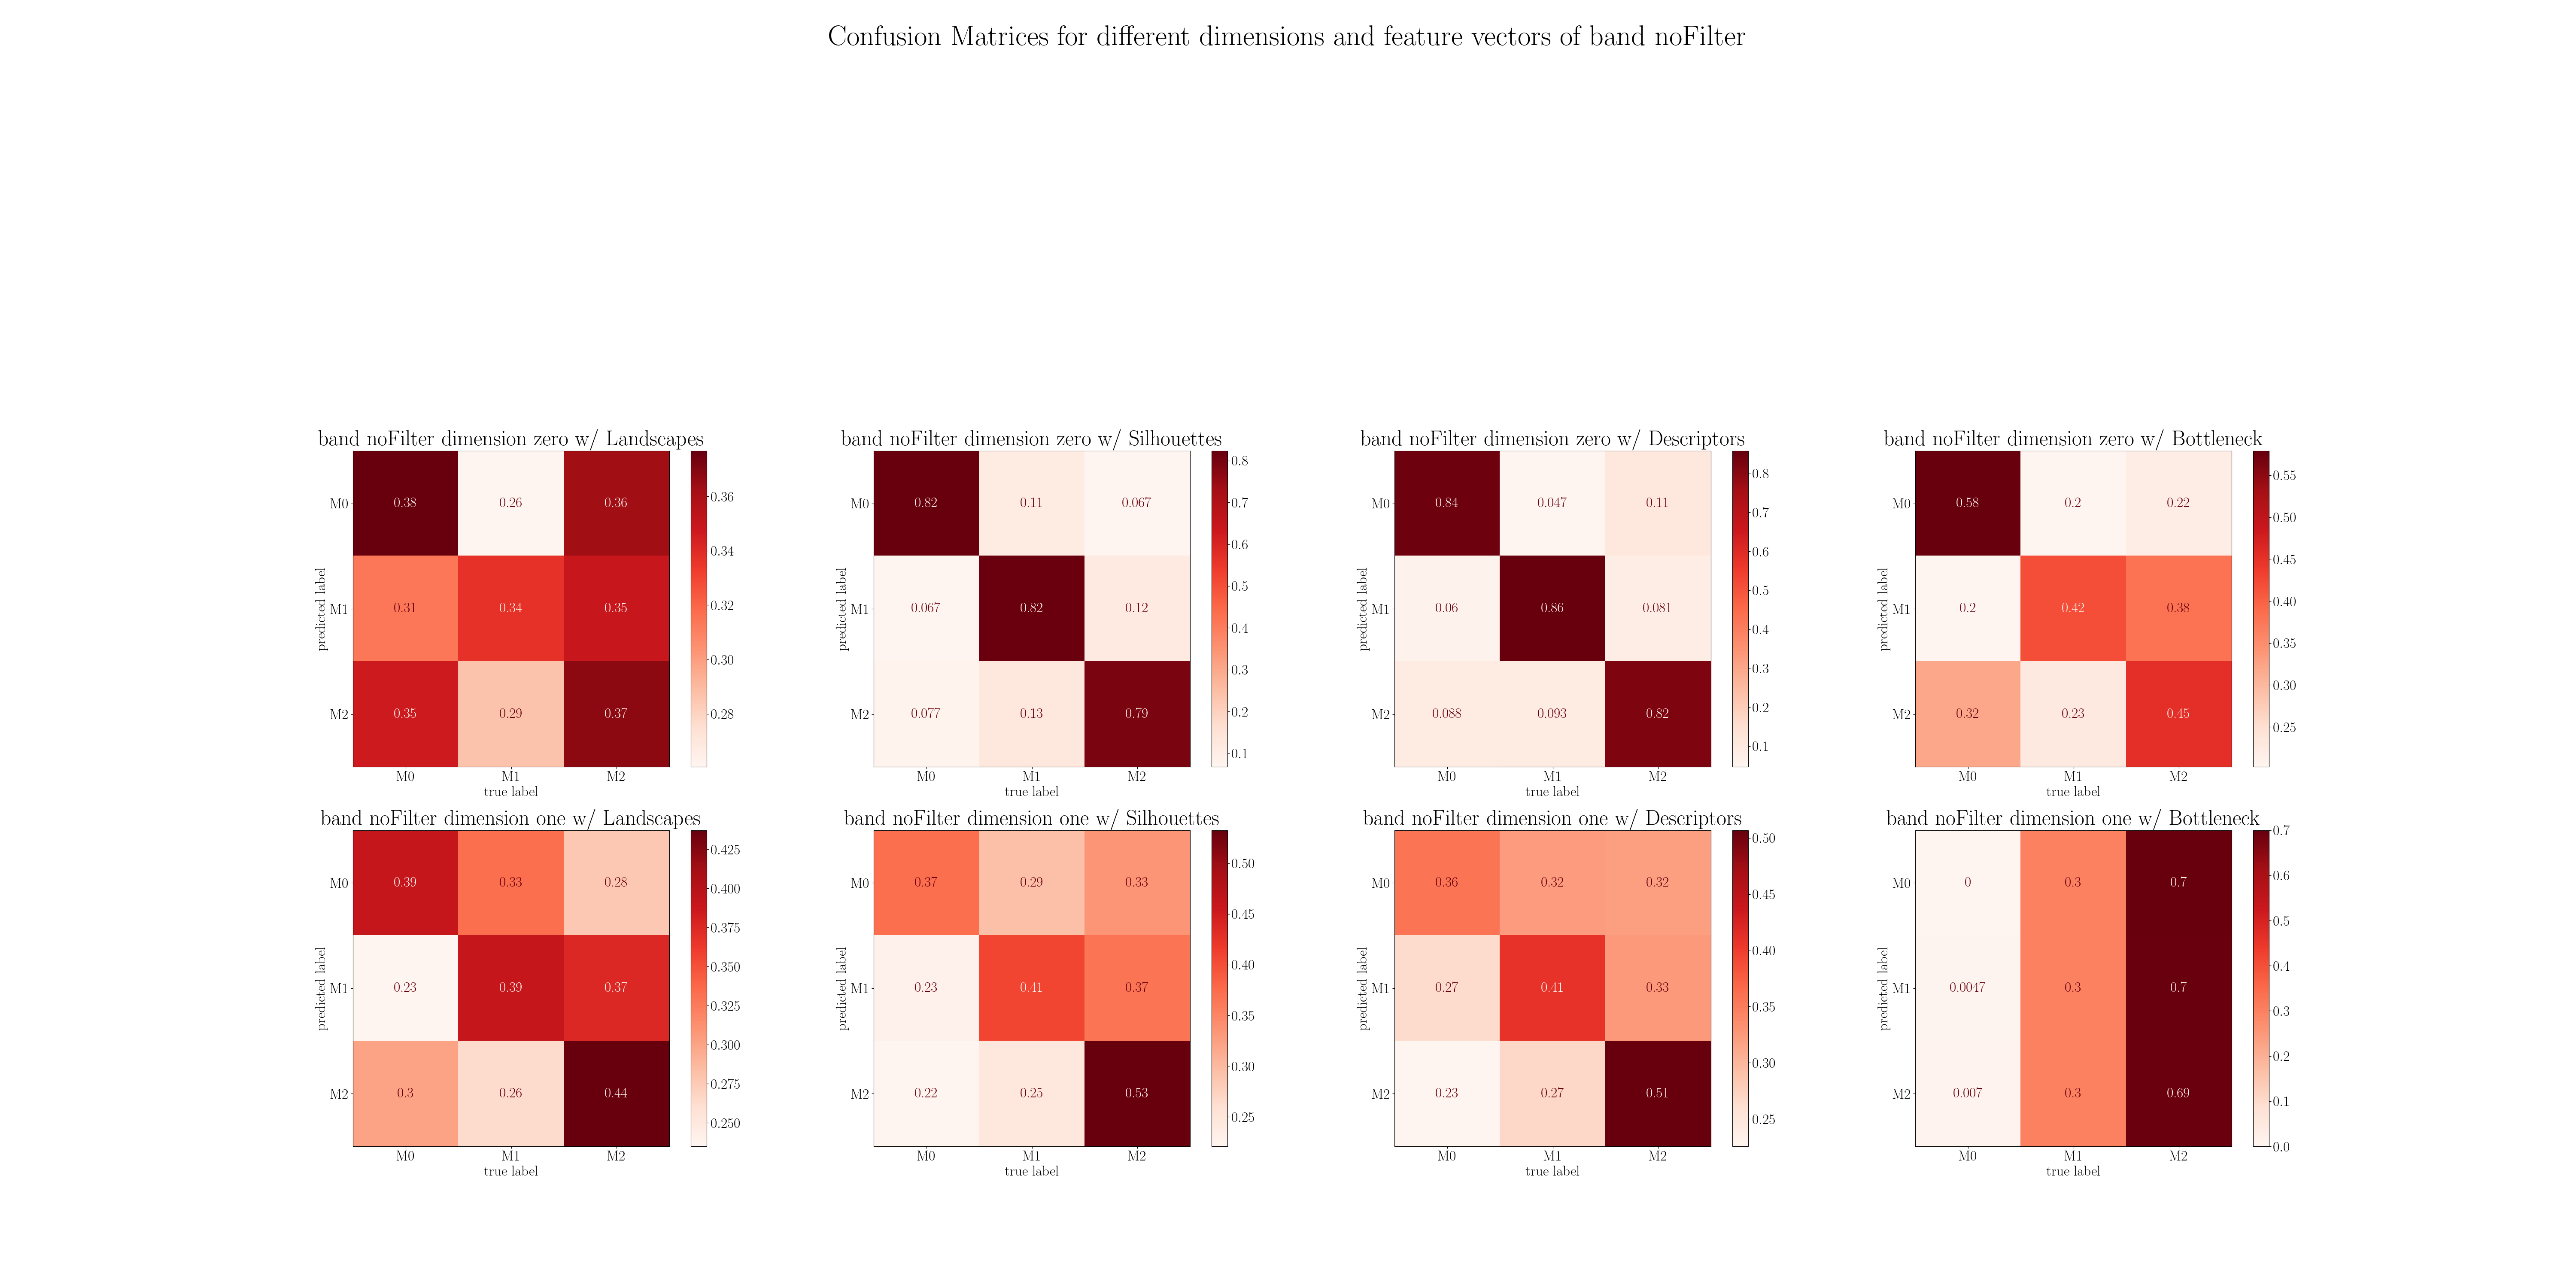 Confusion Matrices for different dimensions and feature vectors of band noFilter
band noFilter dimension zero w/ Landscapes
predicted label
M0 0.38 0.26 0.36
M1 0.31 0.34 0.35
M2 0.35 0.29 0.37
M0 M1 M2
true label
0.36
0.34
0.32
0.30
0.28
band noFilter dimension zero w/ Silhouettes
predicted label
M0 0.82 0.11 0.067
M1 0.067 0.82 0.12
M2 0.077 0.13 0.79
M0 M1 M2
true label
0.8
0.7
0.6
0.5
0.4
0.3
0.2
0.1
band noFilter dimension zero w/ Descriptors
predicted label
M0 0.84 0.047 0.11
M1 0.06 0.86 0.081
M2 0.088 0.093 0.82
M0 M1 M2
true label
0.8
0.7
0.6
0.5
0.4
0.3
0.2
0.1
band noFilter dimension zero w/ Bottleneck
predicted label
M0 0.58 0.2 0.22
M1 0.2 0.42 0.38
M2 0.32 0.23 0.45
M0 M1 M2
true label
0.55
0.50
0.45
0.40
0.35
0.30
0.25
band noFilter dimension one w/ Landscapes
predicted label
M0 0.39 0.33 0.28
M1 0.23 0.39 0.37
M2 0.3 0.26 0.44
M0 M1 M2
true label
0.425
0.400
0.375
0.350
0.325
0.300
0.275
0.250
band noFilter dimension one w/ Silhouettes
predicted label
M0 0.37 0.29 0.33
M1 0.23 0.41 0.37
M2 0.22 0.25 0.53
M0 M1 M2
true label
0.50
0.45
0.40
0.35
0.30
0.25
band noFilter dimension one w/ Descriptors
predicted label
M0 0.36 0.32 0.32
M1 0.27 0.41 0.33
M2 0.23 0.27 0.51
M0 M1 M2
true label
0.50
0.45
0.40
0.35
0.30
0.25
band noFilter dimension one w/ Bottleneck
predicted label
M0 0 0.3 0.7
M1 0.0047 0.3 0.7
M2 0.007 0.3 0.69
M0 M1 M2
true label
0.7
0.6
0.5
0.4
0.3
0.2
0.1
0.0